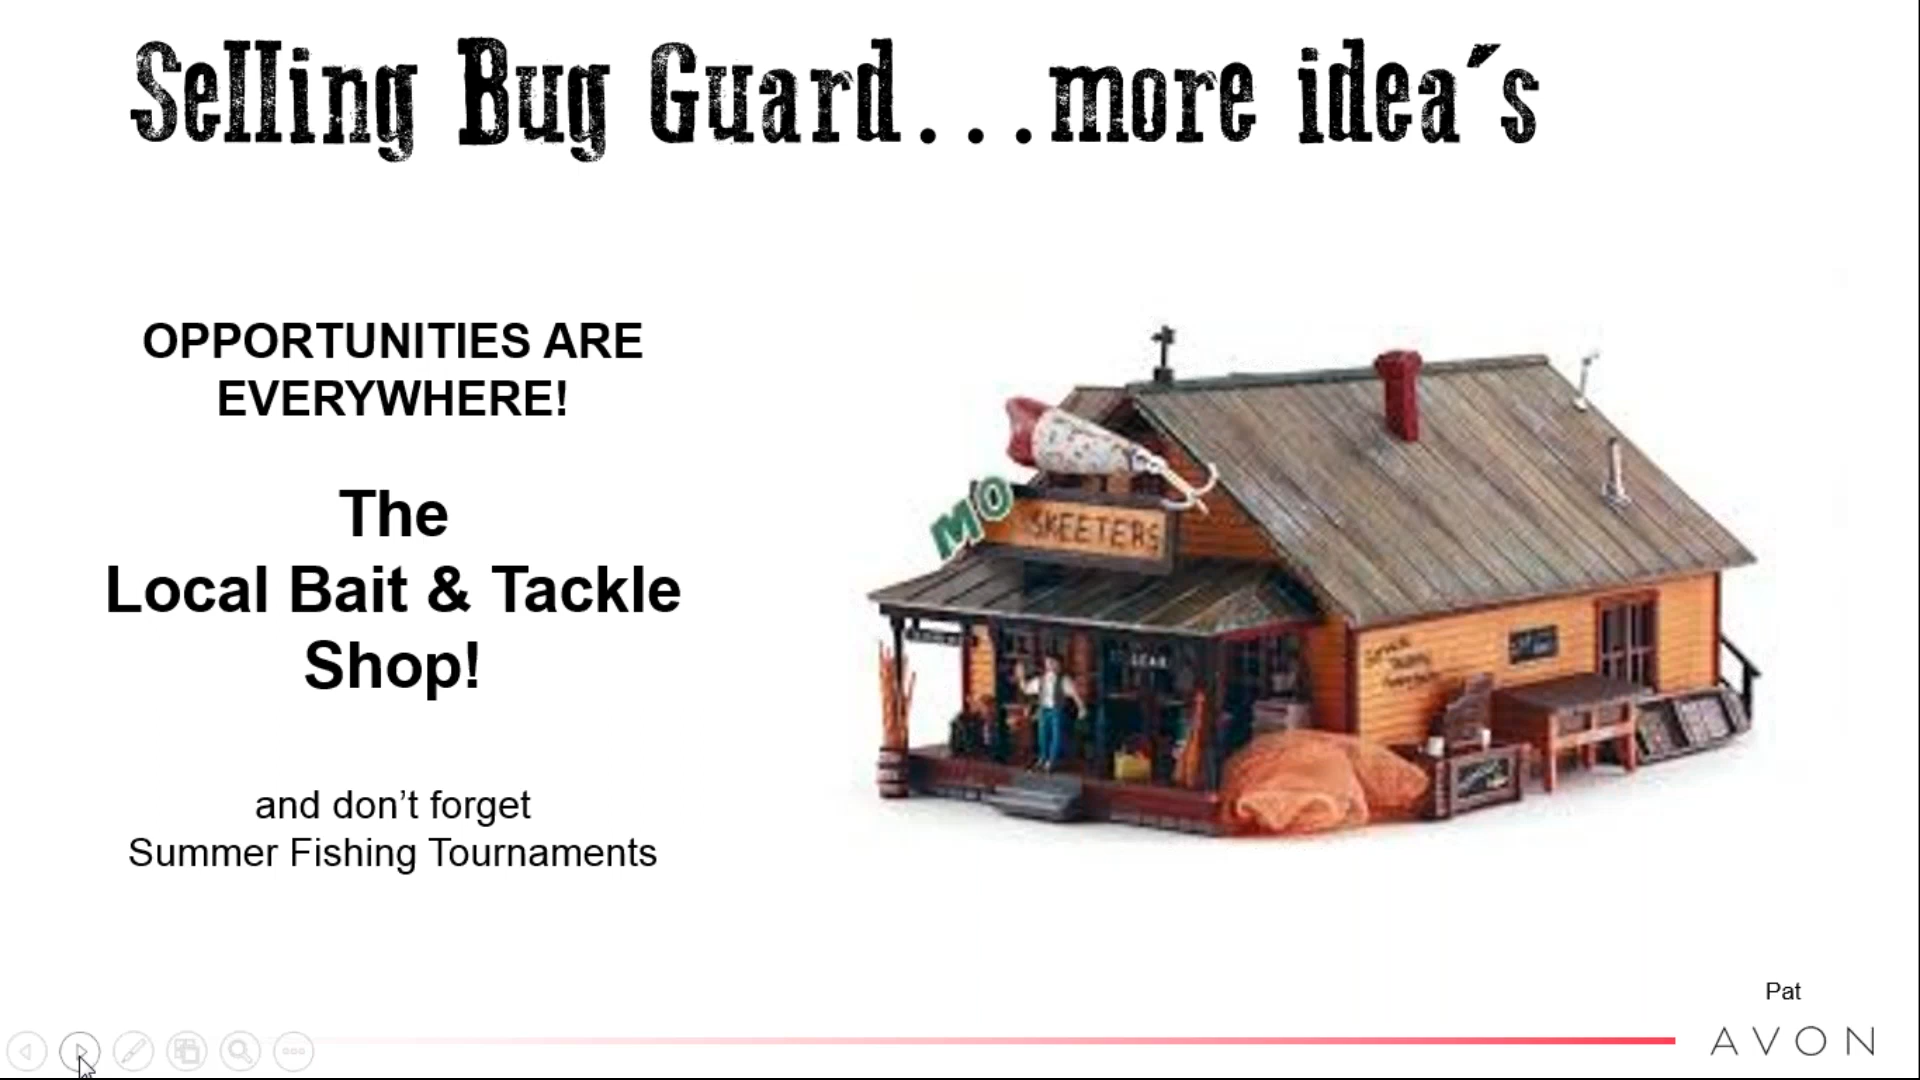 Selling Bug Guard...more idea's
OPPORTUNITIES ARE
EVERYWHERE!
The
Local Bait & Tackle
Shop!
and don’t forget
Summer Fishing Tournaments
MO
SKEETERS
Pat
AVON